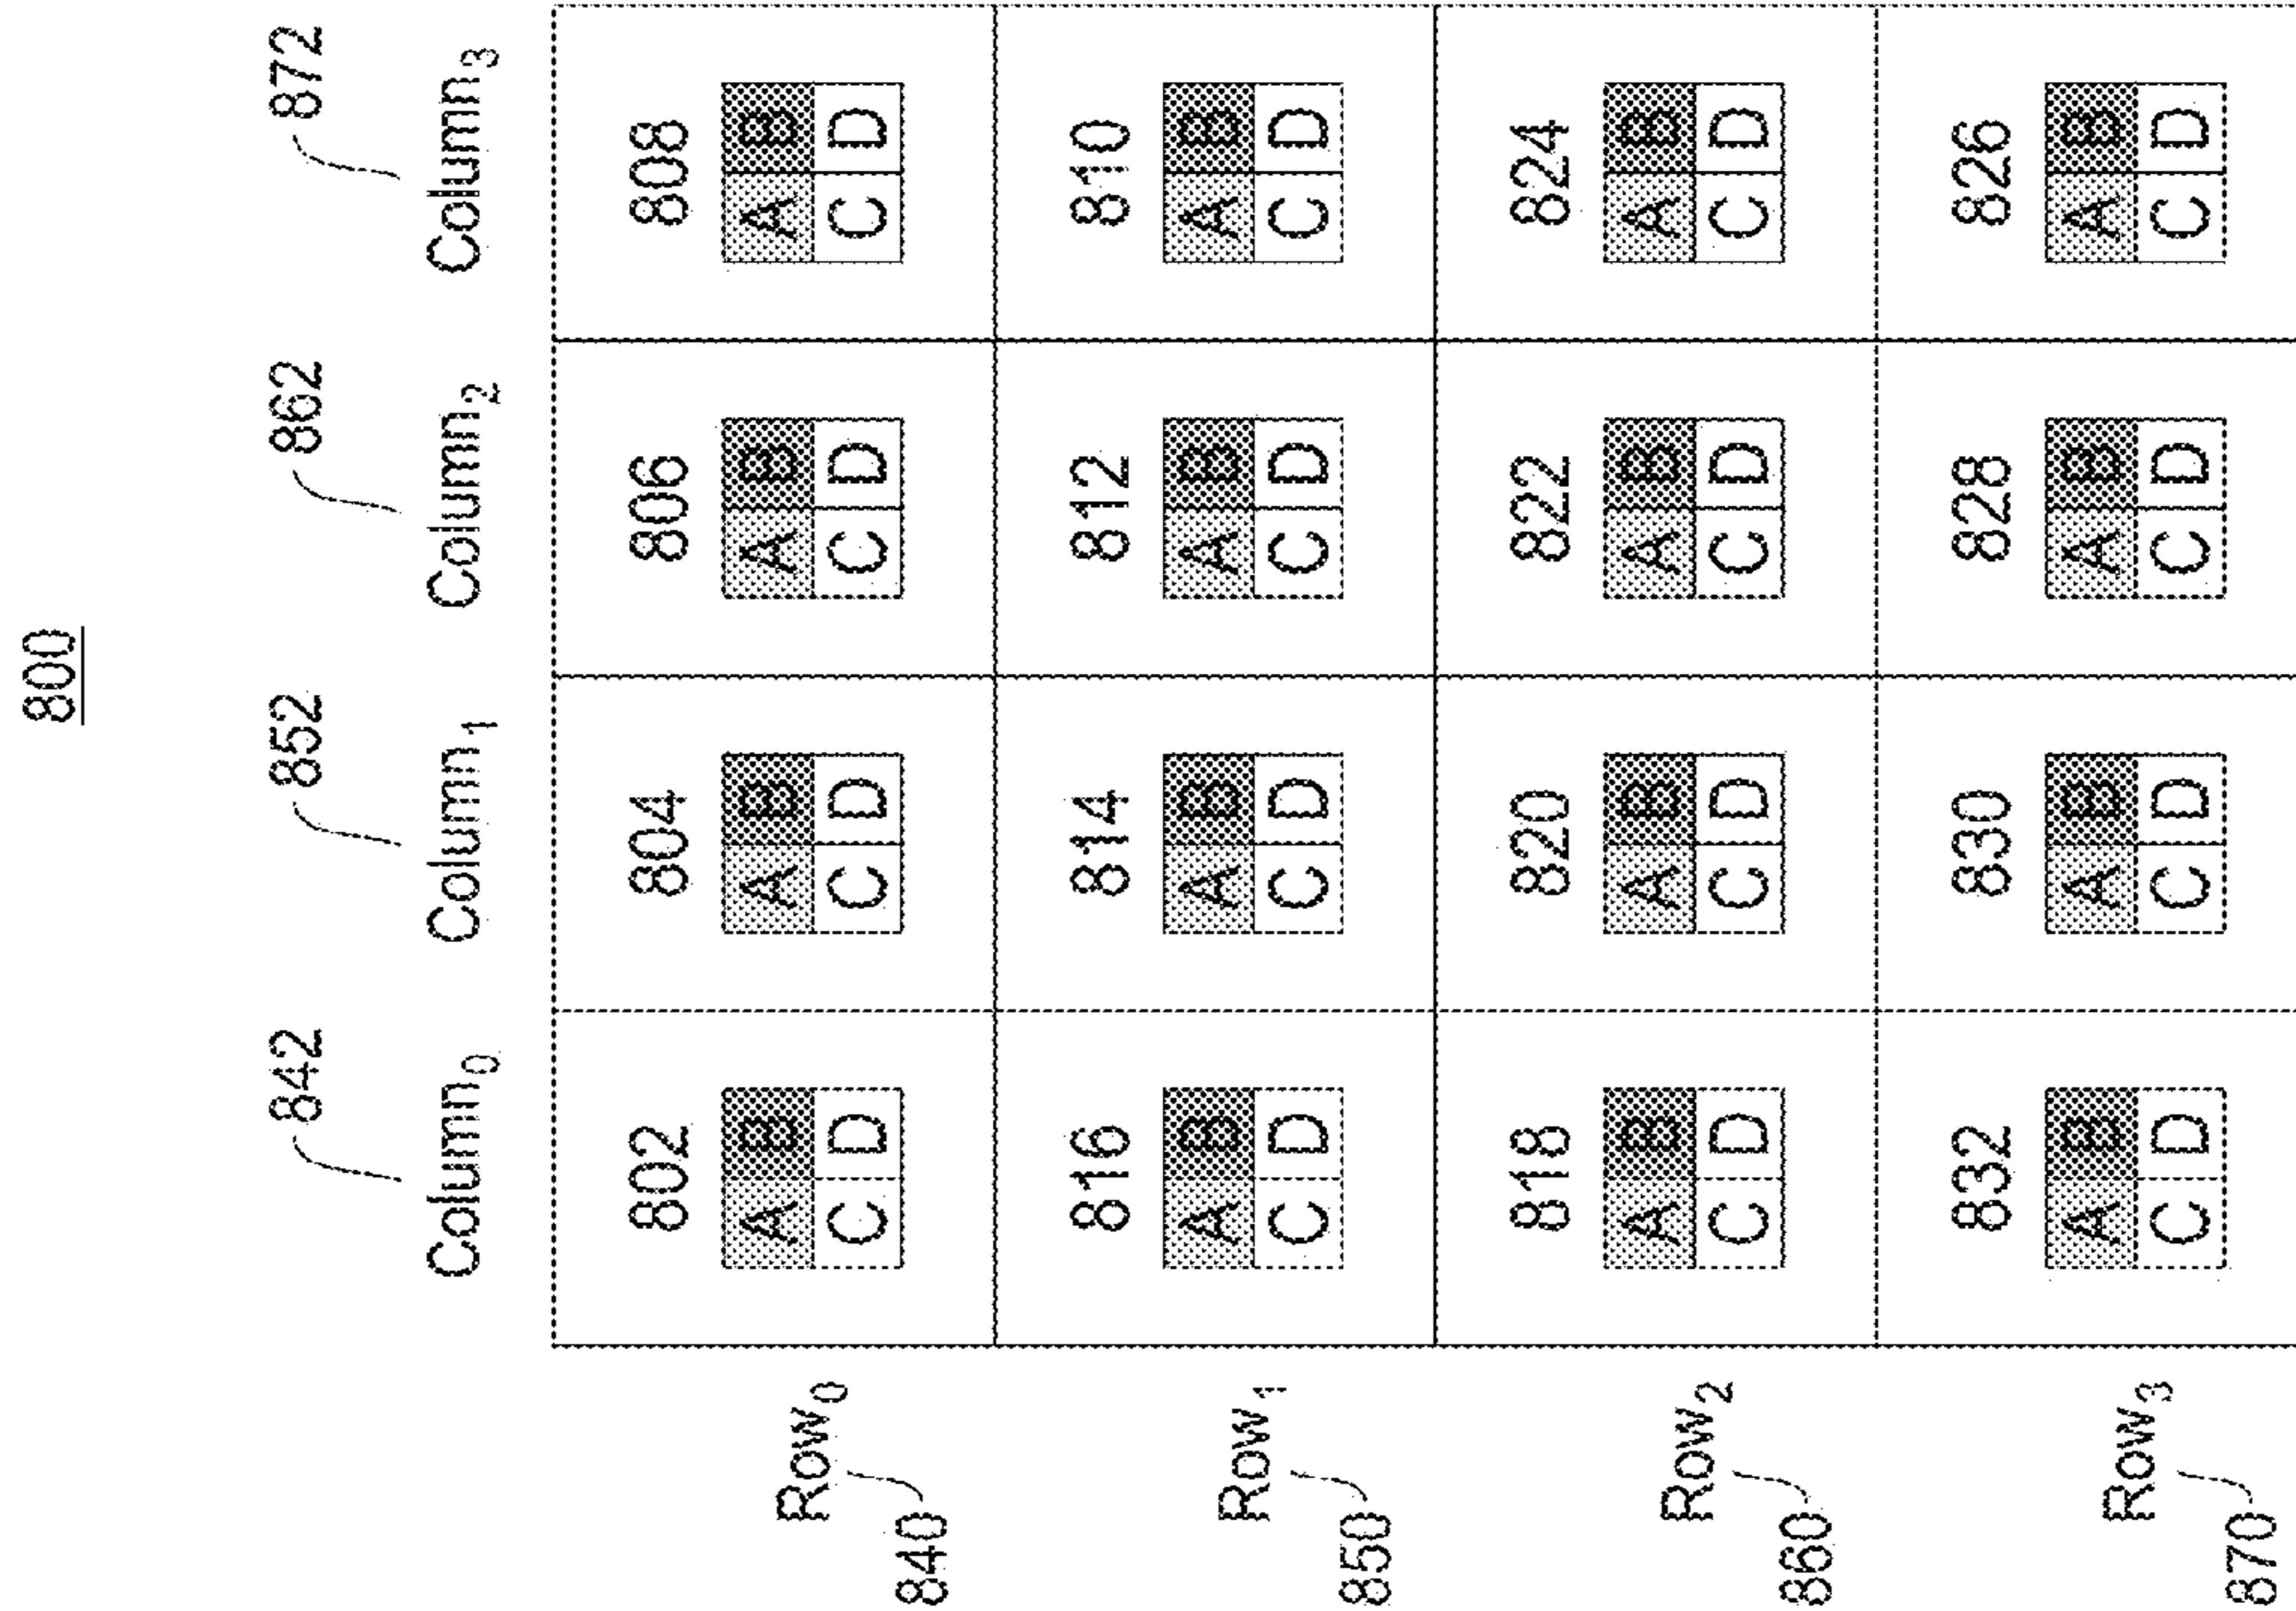 800
842 852 862 872
Column0 Column1 Column2 Column3
802 804 806 808
Row0 A B A B A B A B
840 C D C D C D C D
816 814 812 810
Row1 A B A B A B A B
850 C D C D C D C D
818 820 822 824
Row2 A B A B A B A B
860 C D C D C D C D
832 830 828 826
Row3 A B A B A B A B
870 C D C D C D C D